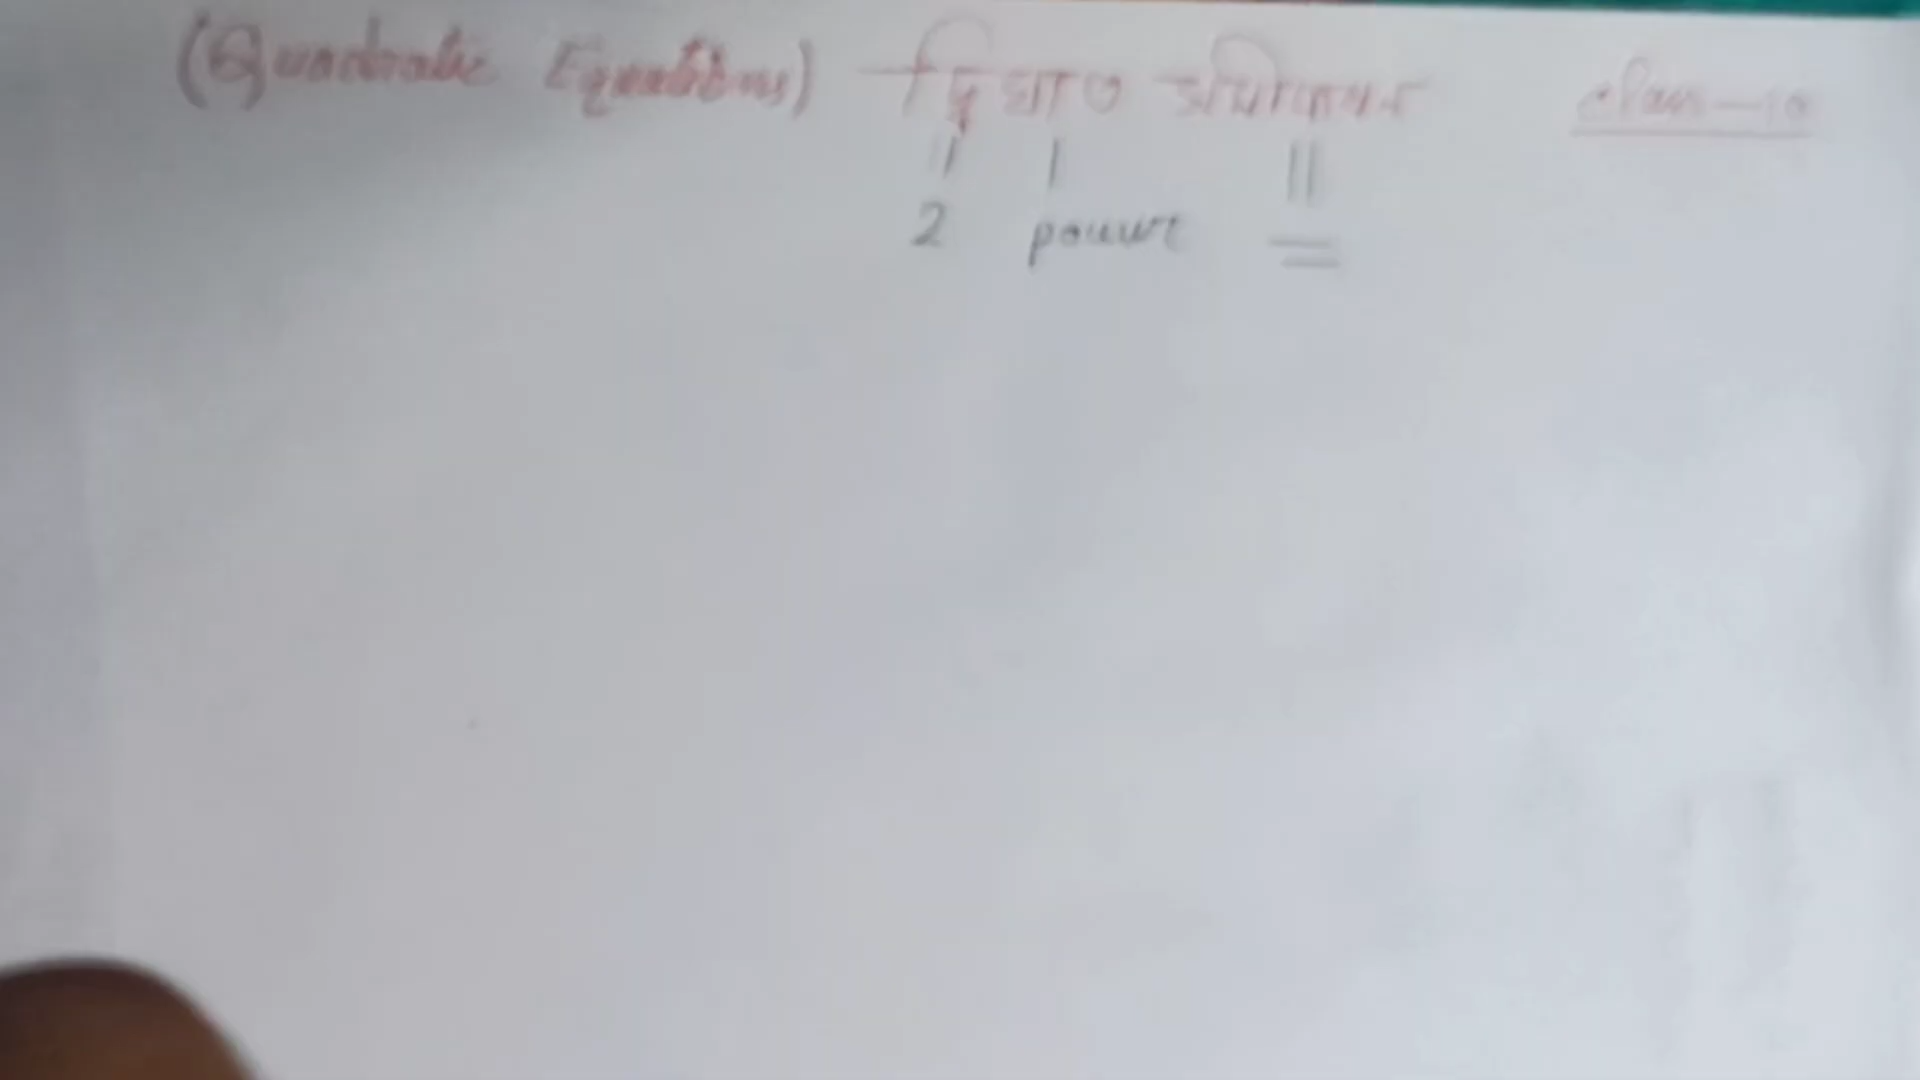 (Quadratic Equations) द्विघात समीकरण class-10
|| | ||
2 power =